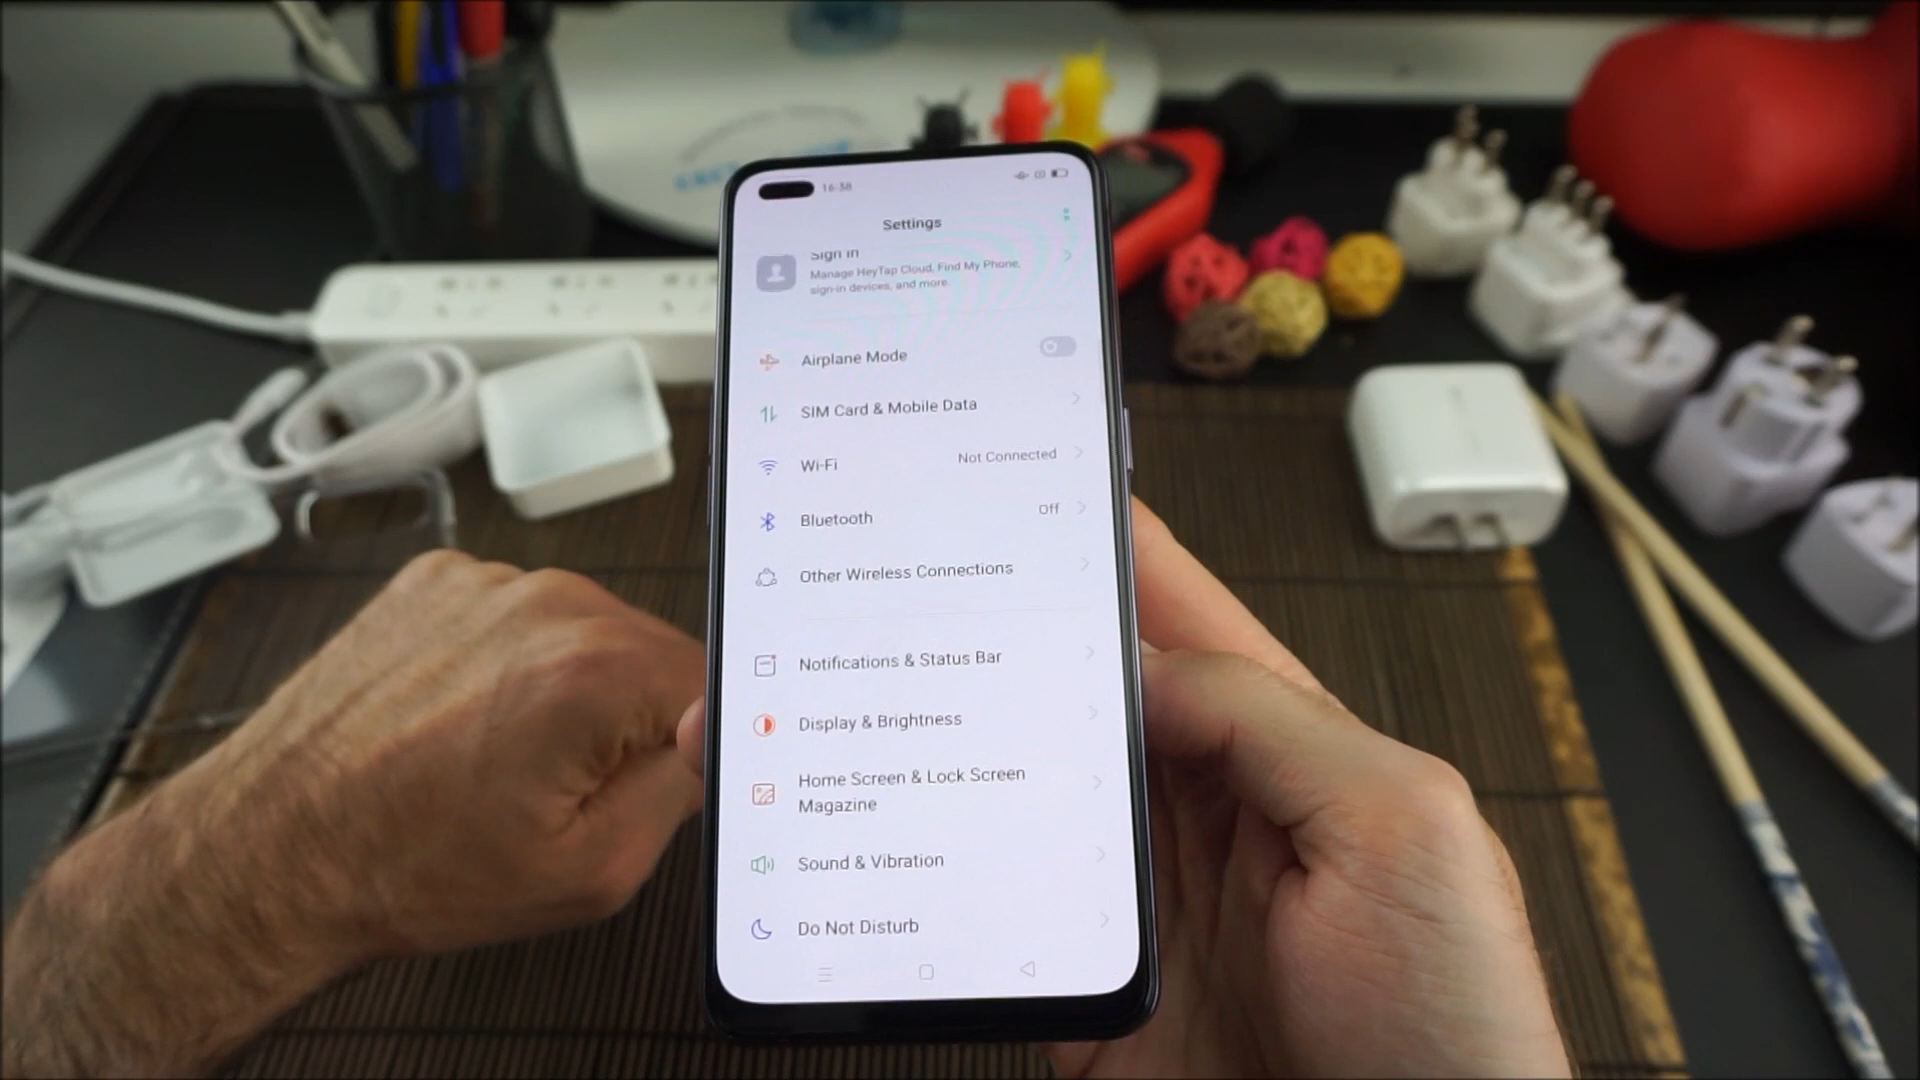 16:38
Settings
Sign in
Manage HeyTap Cloud, Find My Phone,
sign-in devices, and more.
Airplane Mode
SIM Card & Mobile Data
Wi-Fi
Not Connected
Bluetooth
Off
Other Wireless Connections
Notifications & Status Bar
Display & Brightness
Home Screen & Lock Screen
Magazine
Sound & Vibration
Do Not Disturb